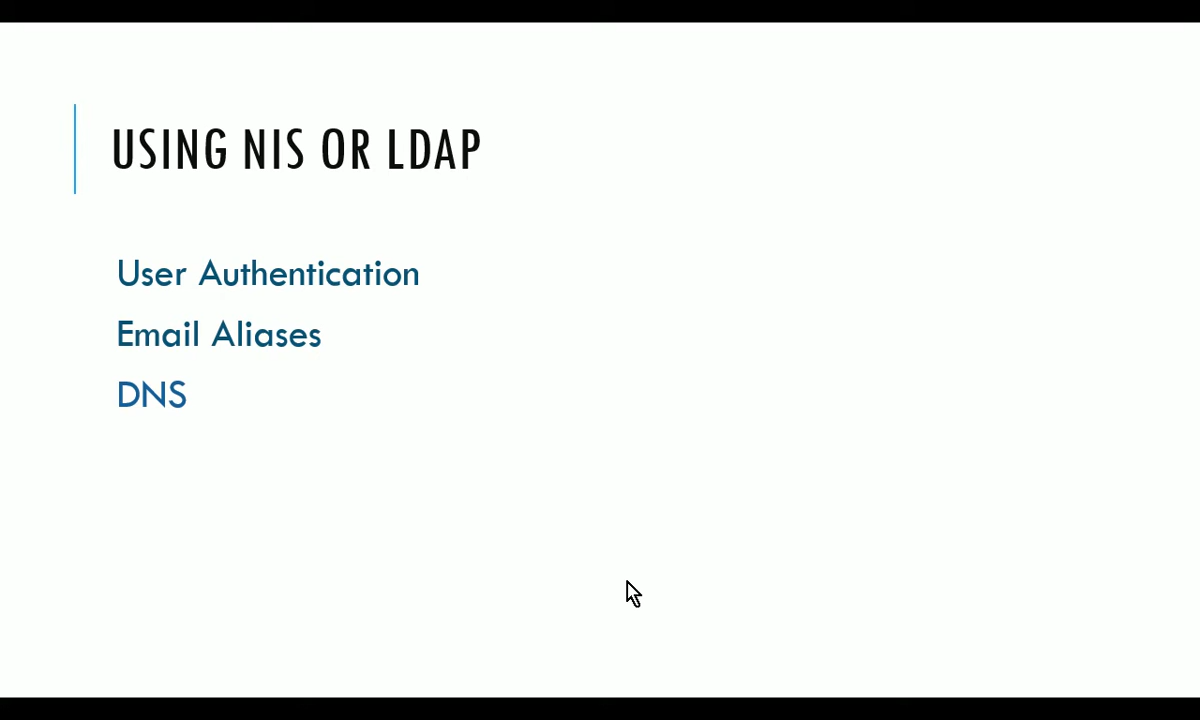 USING NIS OR LDAP
User Authentication
Email Aliases
DNS